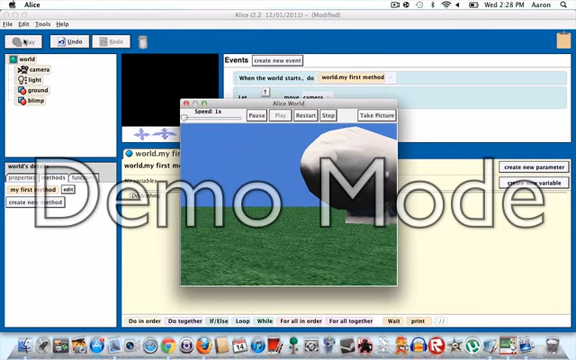 Alice
Wed 2:28 PM Aaron
Alice (2.2 12/01/2011) - [Modified]
File Edit Tools Help
Play Undo Redo
world
camera
light
ground
blimp
Events create new event
When the world starts, do world.my first method
Let move camera
Alice World
Speed: 1x
Pause Play Restart Stop Take Picture
world's details
properties methods
my first method edit
create new method
world.my first method
create new parameter
create new variable
Demo Mode
Do in order Do together If/Else Loop While For all in order For all together Wait print //